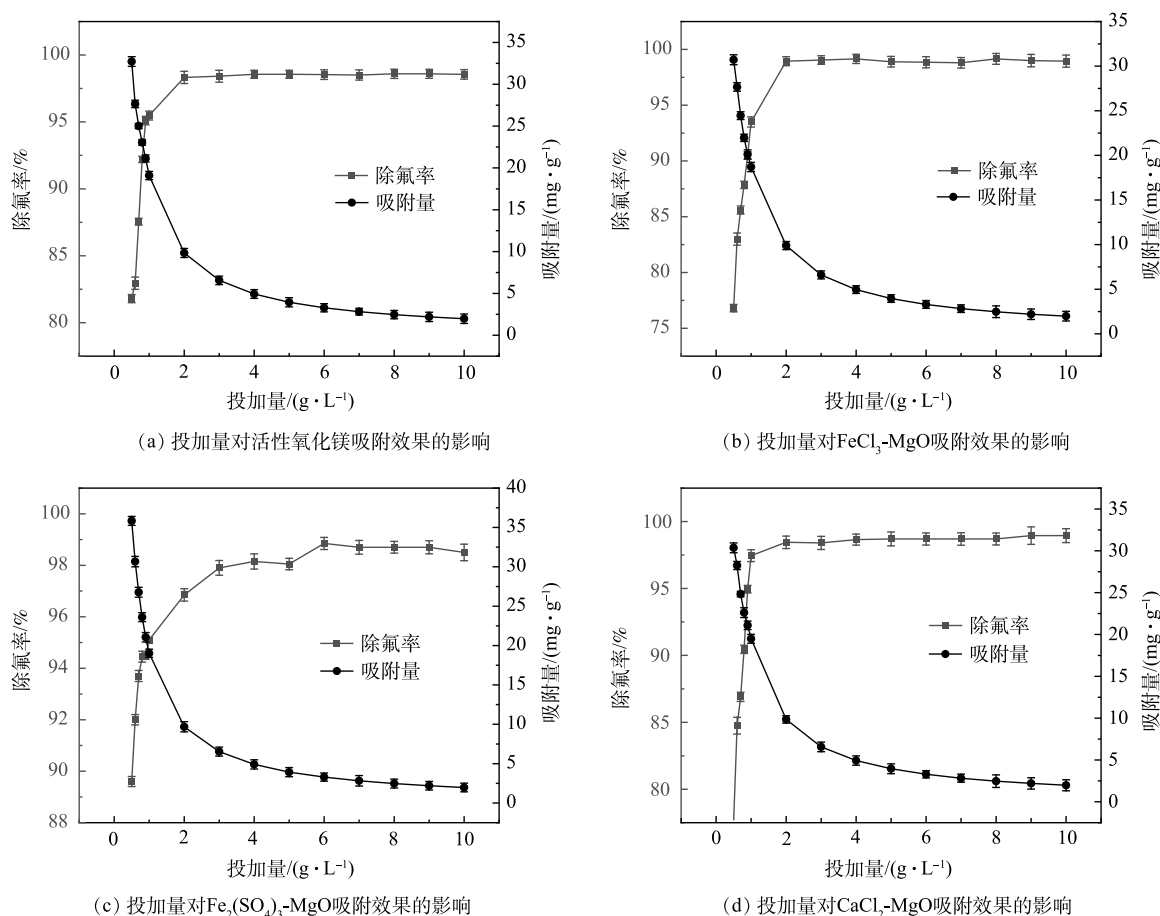 100
95
90
85
80
除氟率/%
35
30
25
20
15
10
5
0
吸附量/(mg·g⁻¹)
除氟率
吸附量
0 2 4 6 8 10
投加量/(g·L⁻¹)
(a) 投加量对活性氧化镁吸附效果的影响
100
95
90
85
80
75
除氟率/%
35
30
25
20
15
10
5
0
吸附量/(mg·g⁻¹)
除氟率
吸附量
0 2 4 6 8 10
投加量/(g·L⁻¹)
(b) 投加量对FeCl₃-MgO吸附效果的影响
100
98
96
94
92
90
88
除氟率/%
40
35
30
25
20
15
10
5
0
吸附量/(mg·g⁻¹)
除氟率
吸附量
0 2 4 6 8 10
投加量/(g·L⁻¹)
(c) 投加量对Fe₂(SO₄)₃-MgO吸附效果的影响
100
95
90
85
80
除氟率/%
35
30
25
20
15
10
5
0
吸附量/(mg·g⁻¹)
除氟率
吸附量
0 2 4 6 8 10
投加量/(g·L⁻¹)
(d) 投加量对CaCl₂-MgO吸附效果的影响